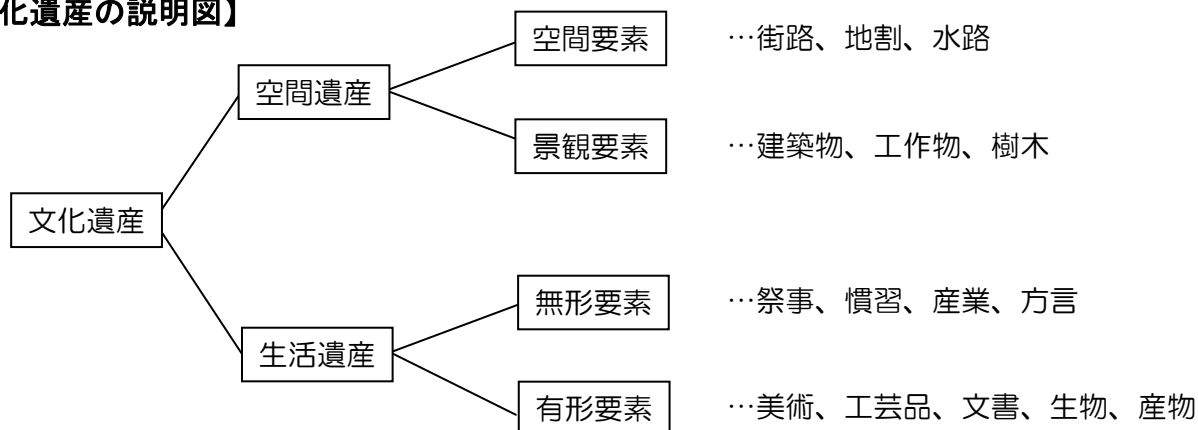 化遺産の説明図】
空間要素 …街路、地割、水路
空間遺産
景観要素 …建築物、工作物、樹木
文化遺産
無形要素 …祭事、慣習、産業、方言
生活遺産
有形要素 …美術、工芸品、文書、生物、産物